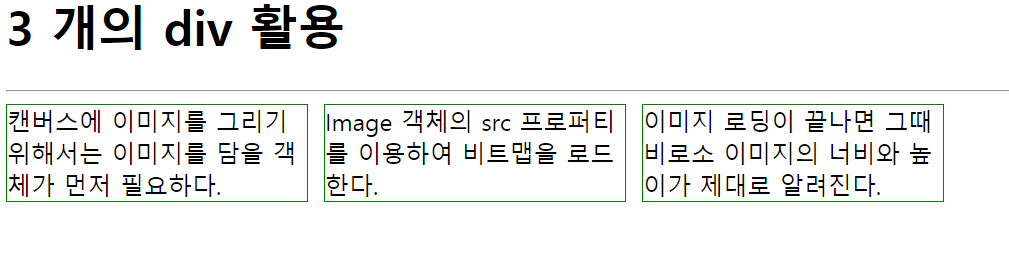 3 개의 div 활용
캔버스에 이미지를 그리기
위해서는 이미지를 담을 객
체가 먼저 필요하다.
Image 객체의 src 프로퍼티
를 이용하여 비트맵을 로드
한다.
이미지 로딩이 끝나면 그때
비로소 이미지의 너비와 높
이가 제대로 알려진다.